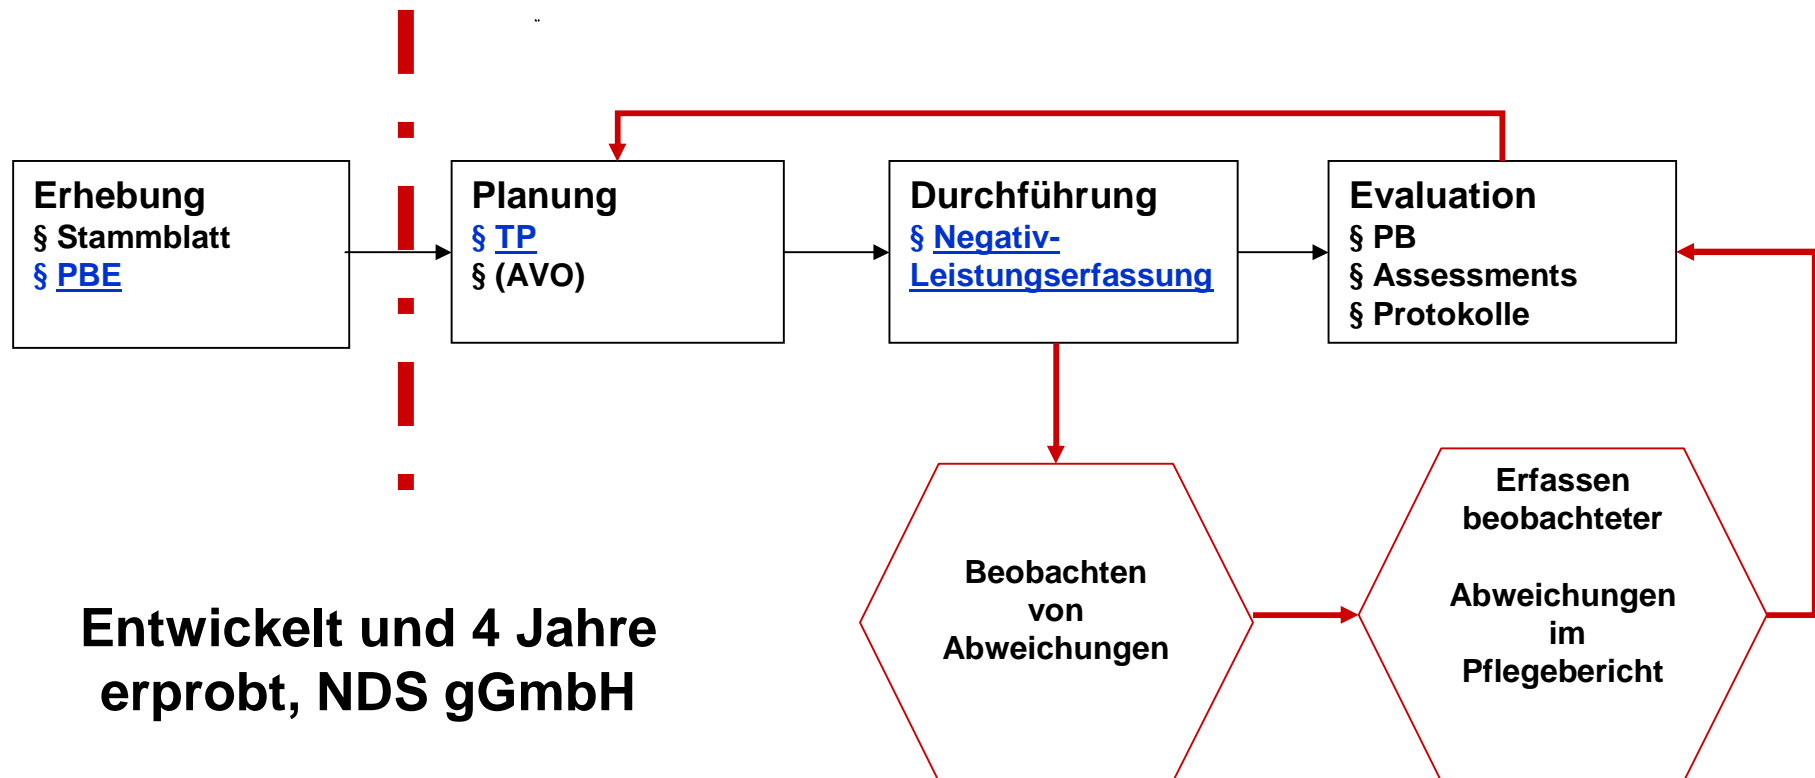 Erhebung
§ Stammblatt
§ PBE
Planung
§ TP
§ (AVO)
Durchführung
§ Negativ-
Leistungserfassung
Evaluation
§ PB
§ Assessments
§ Protokolle
Beobachten
von
Abweichungen
Erfassen
beobachteter
Abweichungen
im
Pflegebericht
Entwickelt und 4 Jahre
erprobt, NDS gGmbH